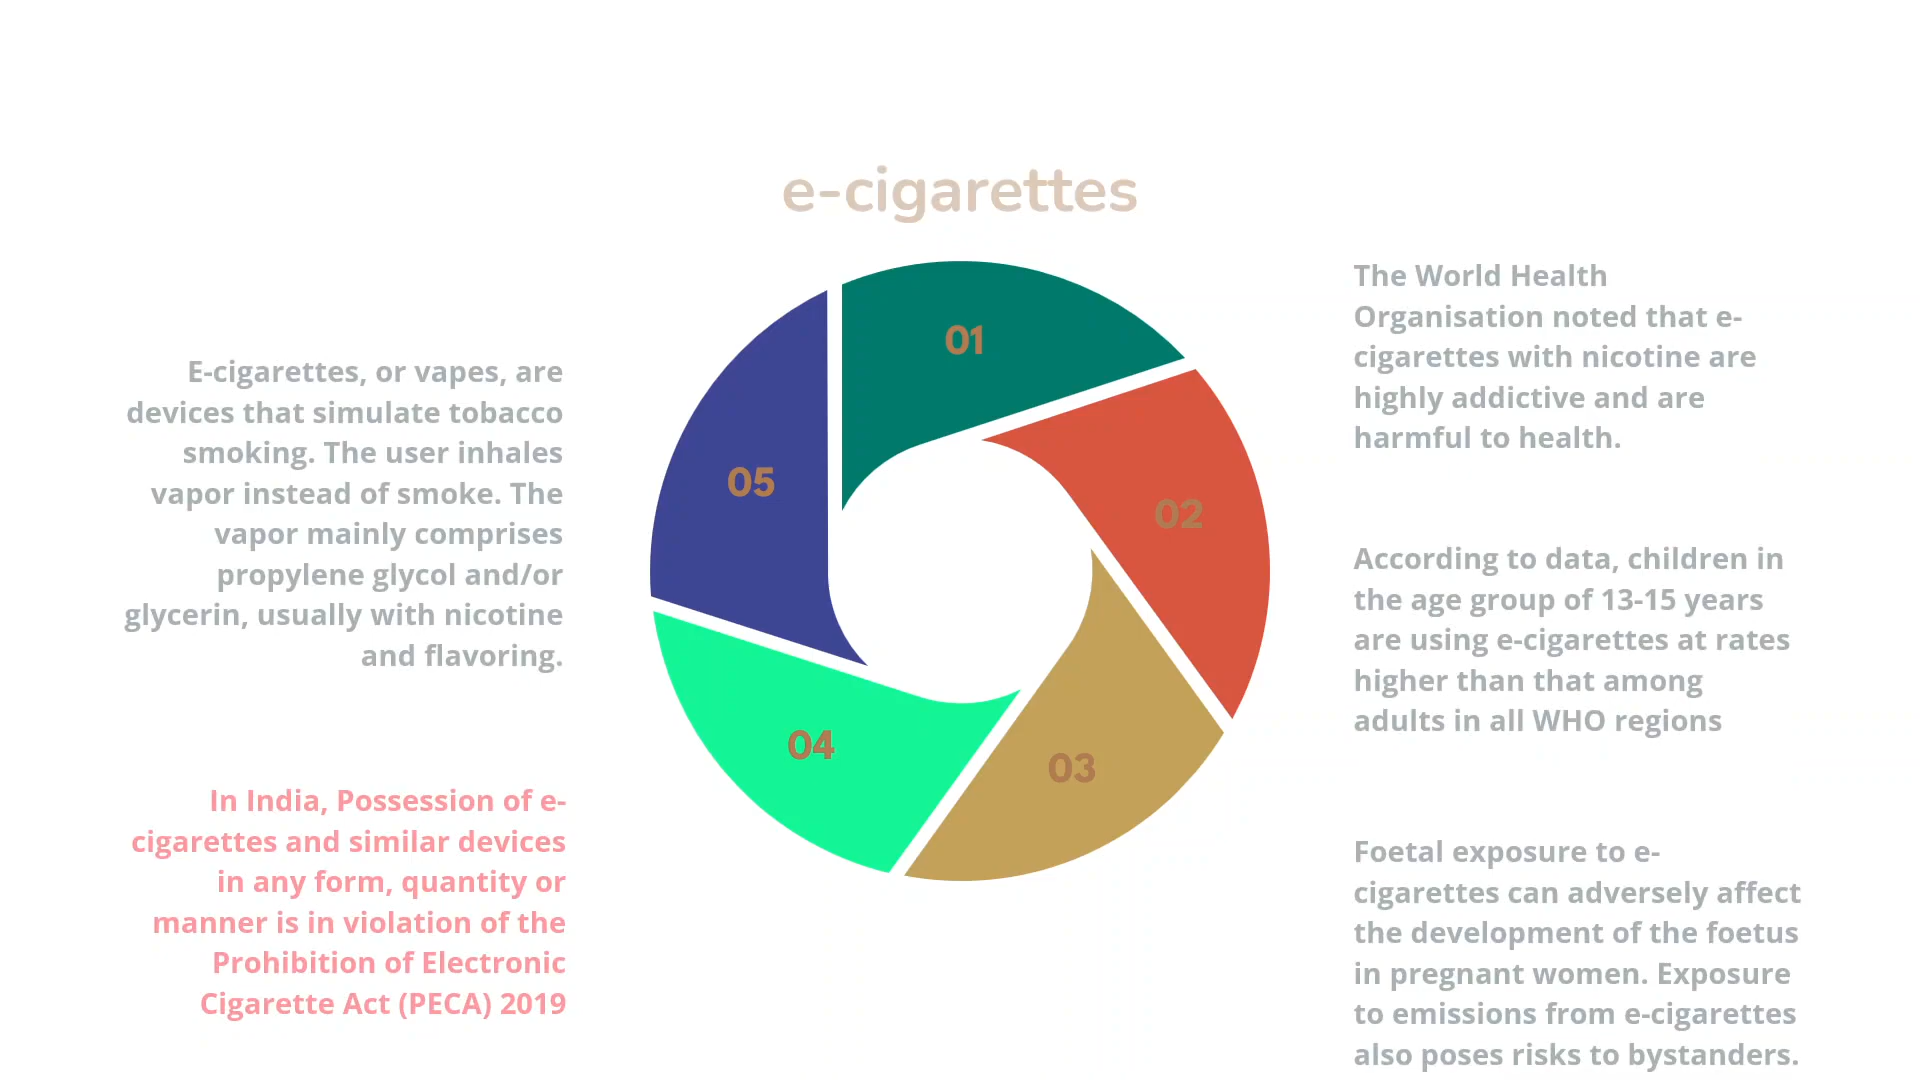 e-cigarettes
01
02
03
04
05
E-cigarettes, or vapes, are
devices that simulate tobacco
smoking. The user inhales
vapor instead of smoke. The
vapor mainly comprises
propylene glycol and/or
glycerin, usually with nicotine
and flavoring.
In India, Possession of e-
cigarettes and similar devices
in any form, quantity or
manner is in violation of the
Prohibition of Electronic
Cigarette Act (PECA) 2019
The World Health
Organisation noted that e-
cigarettes with nicotine are
highly addictive and are
harmful to health.
According to data, children in
the age group of 13-15 years
are using e-cigarettes at rates
higher than that among
adults in all WHO regions
Foetal exposure to e-
cigarettes can adversely affect
the development of the foetus
in pregnant women. Exposure
to emissions from e-cigarettes
also poses risks to bystanders.